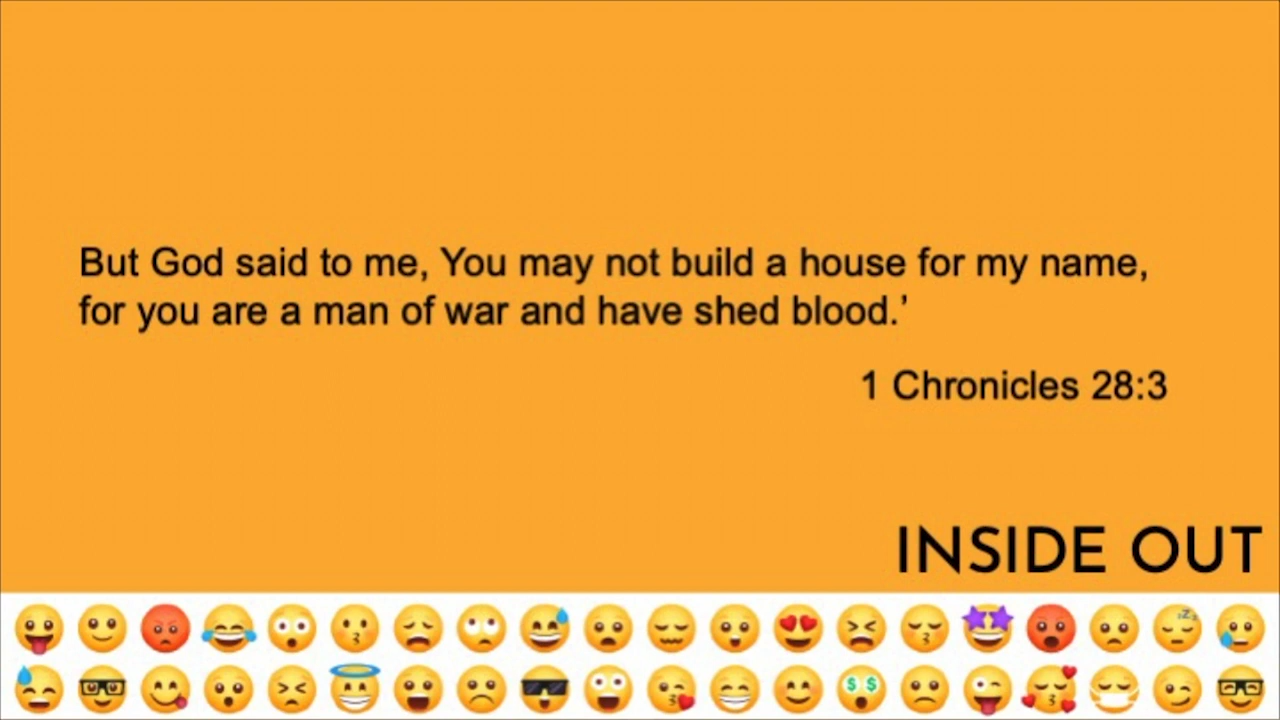 But God said to me, You may not build a house for my name,
for you are a man of war and have shed blood.’
1 Chronicles 28:3
INSIDE OUT